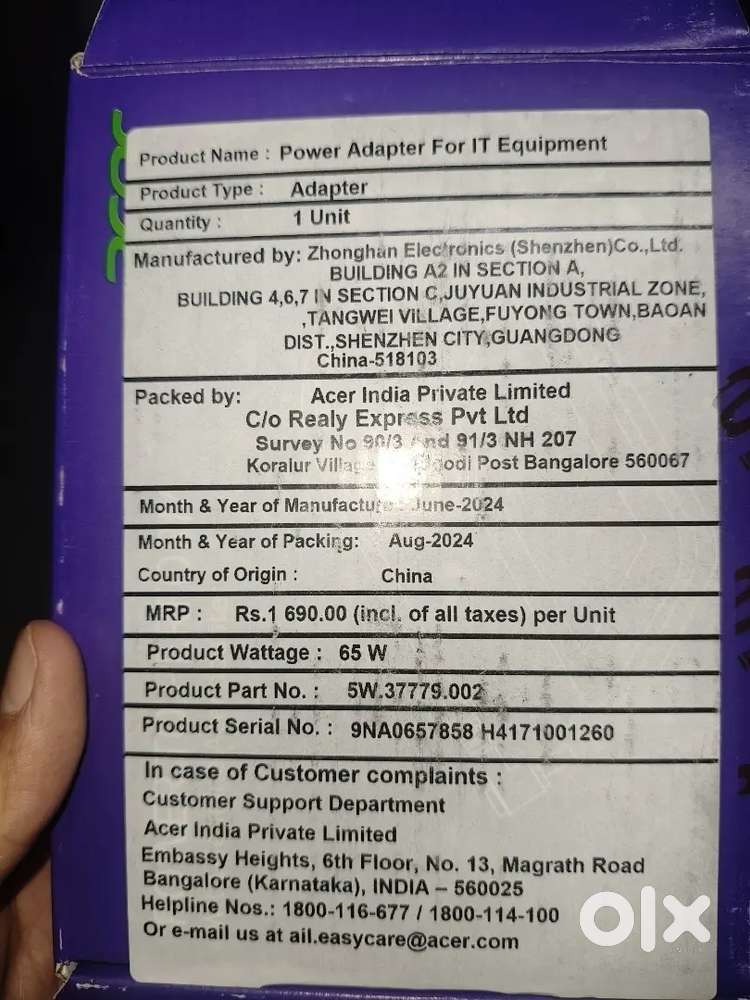 acer
Product Name : Power Adapter For IT Equipment
Product Type : Adapter
Quantity : 1 Unit
Manufactured by: Zhonghan Electronics (Shenzhen)Co.,Ltd.
BUILDING A2 IN SECTION A,
BUILDING 4,6,7 IN SECTION C,JUYUAN INDUSTRIAL ZONE,
,TANGWEI VILLAGE,FUYONG TOWN,BAOAN
DIST.,SHENZHEN CITY,GUANGDONG
China-518103
Packed by: Acer India Private Limited
C/o Realy Express Pvt Ltd
Survey No 90/3 and 91/3 NH 207
Koralur Village Post Bangalore 560067
Month & Year of Manufacture : June-2024
Month & Year of Packing: Aug-2024
Country of Origin : China
MRP : Rs.1 690.00 (incl. of all taxes) per Unit
Product Wattage : 65 W
Product Part No. : 5W.37779.002
Product Serial No. : 9NA0657858 H4171001260
In case of Customer complaints :
Customer Support Department
Acer India Private Limited
Embassy Heights, 6th Floor, No. 13, Magrath Road
Bangalore (Karnataka), INDIA – 560025
Helpline Nos.: 1800-116-677 / 1800-114-100
Or e-mail us at ail.easycare@acer.com
olx